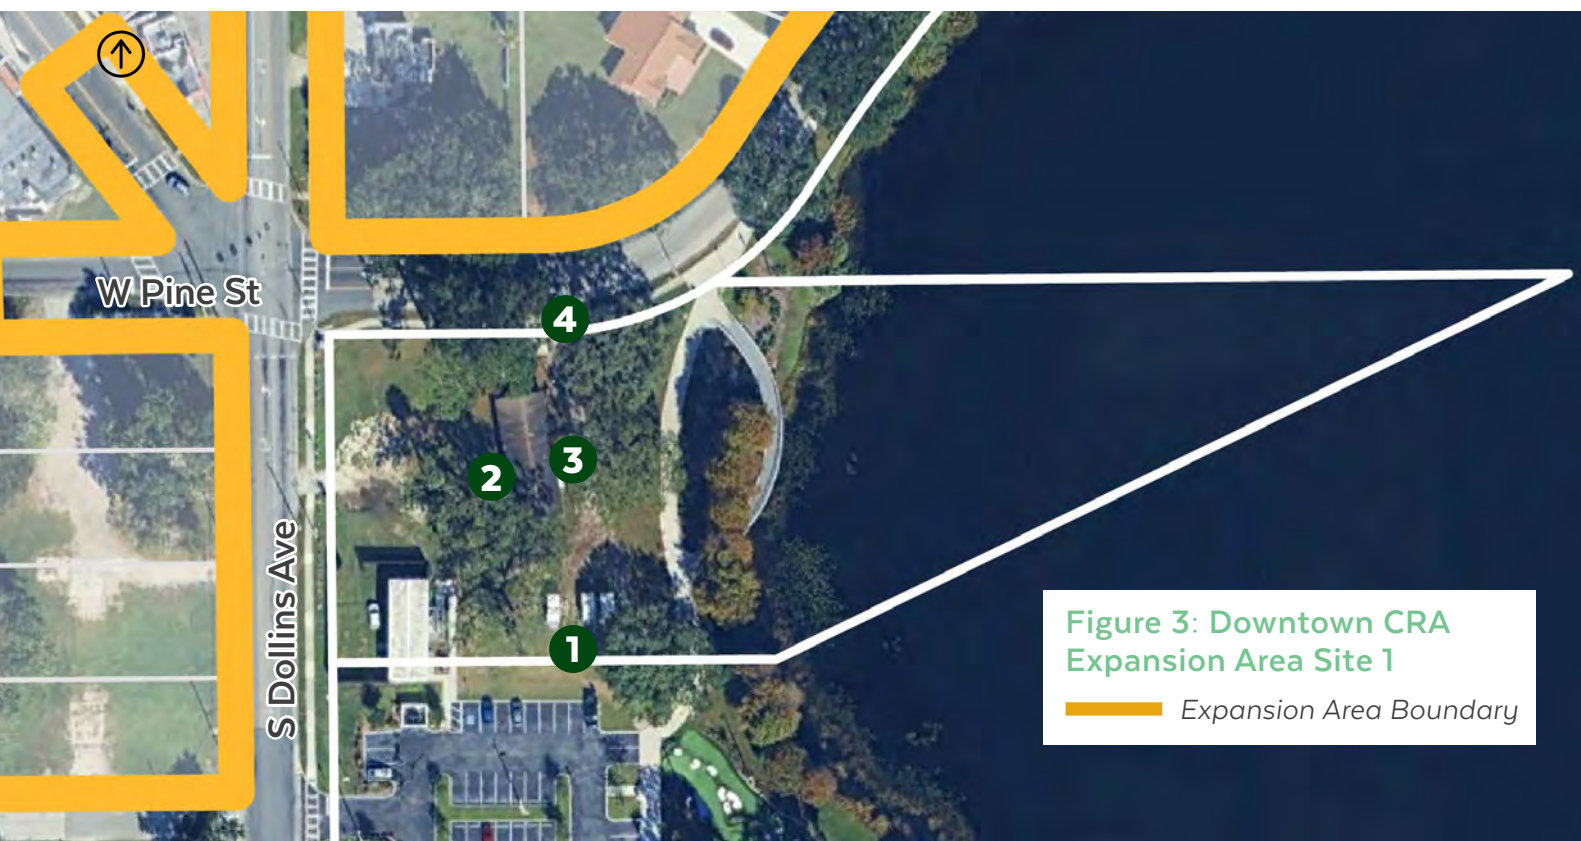 W Pine St
4
3
2
S Dollins Ave
1
Figure 3: Downtown CRA
Expansion Area Site 1
Expansion Area Boundary